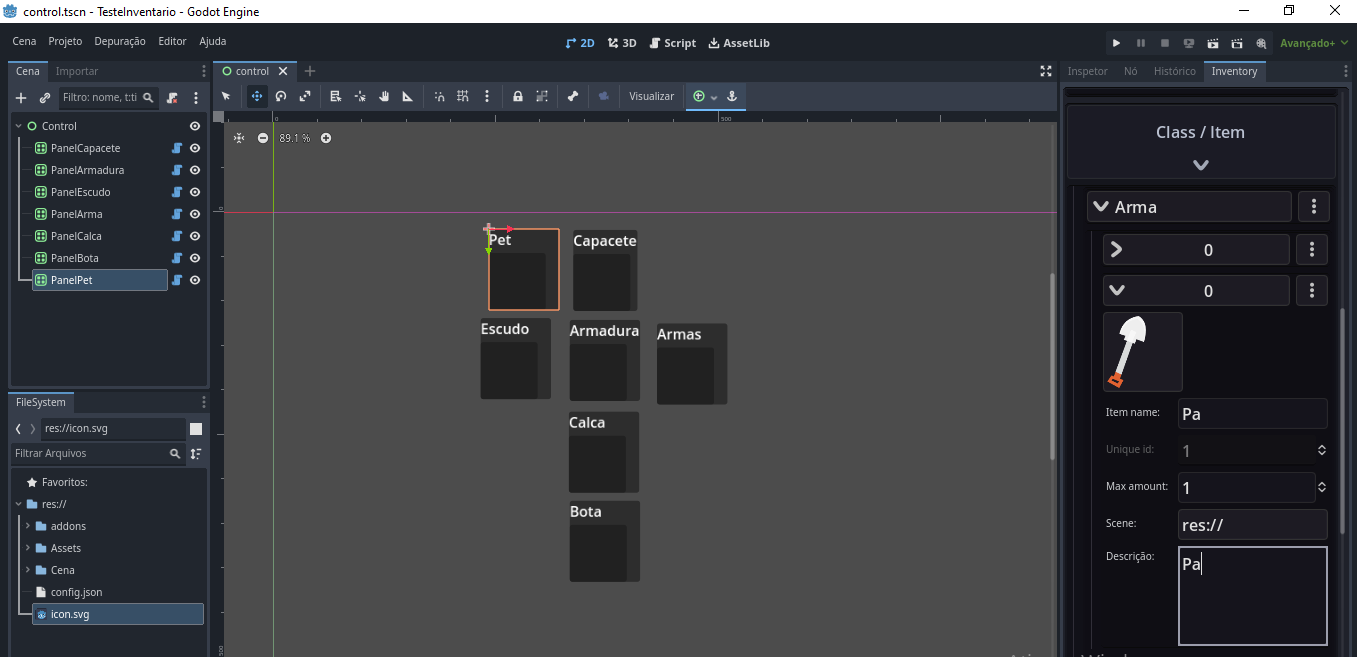 control.tscn - TesteInventario - Godot Engine
Cena Projeto Depuração Editor Ajuda
2D 3D Script AssetLib
Avançado+
Cena Importar
Filtro: nome, t:ti
Control
PanelCapacete
PanelArmadura
PanelEscudo
PanelArma
PanelCalca
PanelBota
PanelPet
FileSystem
res://icon.svg
Filtrar Arquivos
Favoritos:
res://
addons
Assets
Cena
config.json
icon.svg
control
Visualizar
0 500
89.1 %
0
500
Pet Capacete
Escudo Armadura Armas
Calca
Bota
Inspetor Nó Histórico Inventory
Class / Item
Arma
0
0
Item name: Pa
Unique id: 1
Max amount: 1
Scene: res://
Descrição: Pa